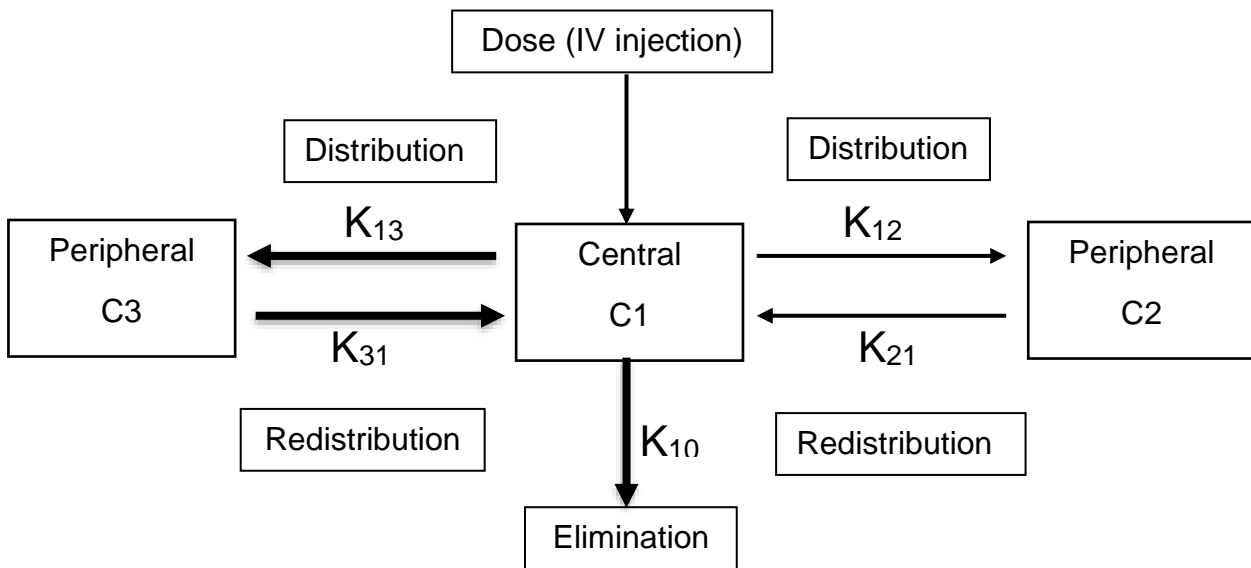 Dose (IV injection)
Distribution
Distribution
K13
K12
Peripheral
C3
Central
C1
Peripheral
C2
K31
K21
Redistribution
K10
Redistribution
Elimination